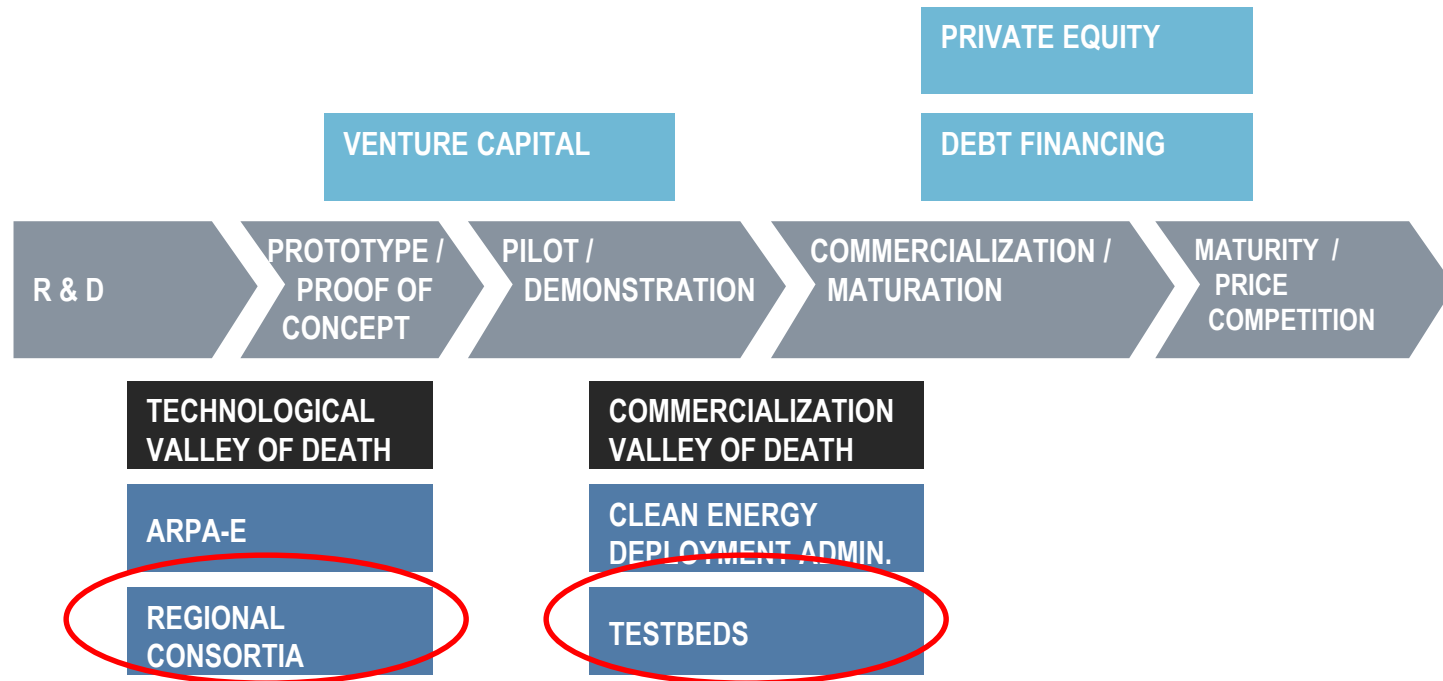 PRIVATE EQUITY
VENTURE CAPITAL
DEBT FINANCING
R & D
PROTOTYPE /
PROOF OF
CONCEPT
PILOT /
DEMONSTRATION
COMMERCIALIZATION /
MATURATION
MATURITY /
PRICE
COMPETITION
TECHNOLOGICAL
VALLEY OF DEATH
COMMERCIALIZATION
VALLEY OF DEATH
ARPA-E
CLEAN ENERGY
DEPLOYMENT ADMIN.
REGIONAL
CONSORTIA
TESTBEDS